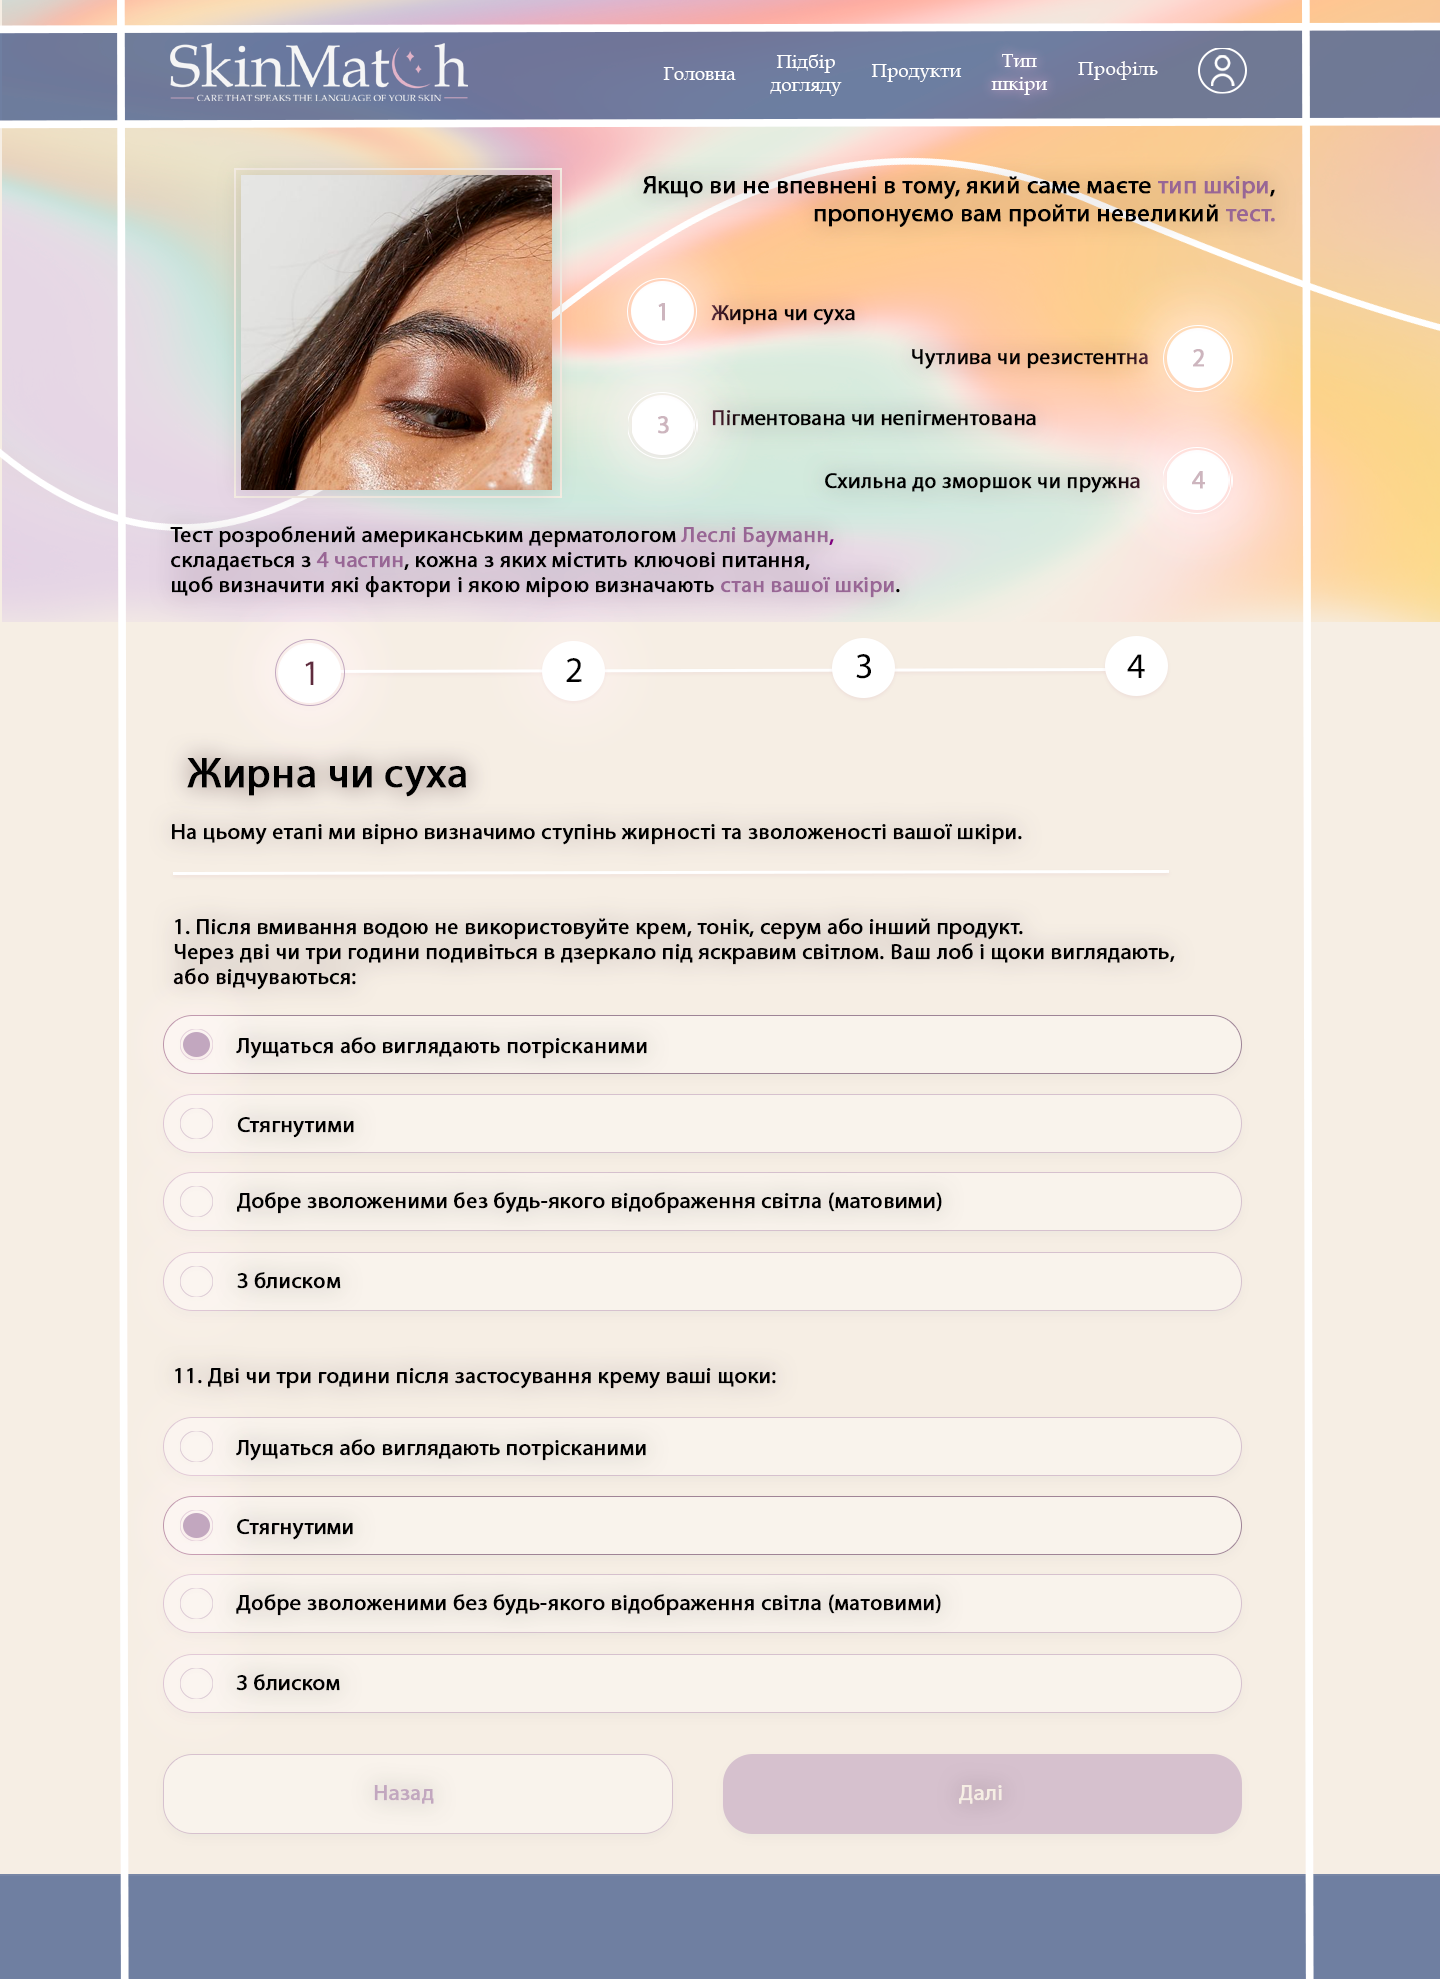 SkinMatch
CARE THAT SPEAKS THE LANGUAGE OF YOUR SKIN
Головна
Підбір
догляду
Продукти
Тип
шкіри
Профіль
Якщо ви не впевнені в тому, який саме маєте тип шкіри,
пропонуємо вам пройти невеликий тест.
1 Жирна чи суха
Чутлива чи резистентна 2
3 Пігментована чи непігментована
Схильна до зморшок чи пружна 4
Тест розроблений американським дерматологом Леслі Бауманн,
складається з 4 частин, кожна з яких містить ключові питання,
щоб визначити які фактори і якою мірою визначають стан вашої шкіри.
1 2 3 4
Жирна чи суха
На цьому етапі ми вірно визначимо ступінь жирності та зволоженості вашої шкіри.
1. Після вмивання водою не використовуйте крем, тонік, серум або інший продукт.
Через дві чи три години подивіться в дзеркало під яскравим світлом. Ваш лоб і щоки виглядають,
або відчуваються:
Лущаться або виглядають потрісканими
Стягнутими
Добре зволоженими без будь-якого відображення світла (матовими)
З блиском
11. Дві чи три години після застосування крему ваші щоки:
Лущаться або виглядають потрісканими
Стягнутими
Добре зволоженими без будь-якого відображення світла (матовими)
З блиском
Назад
Далі